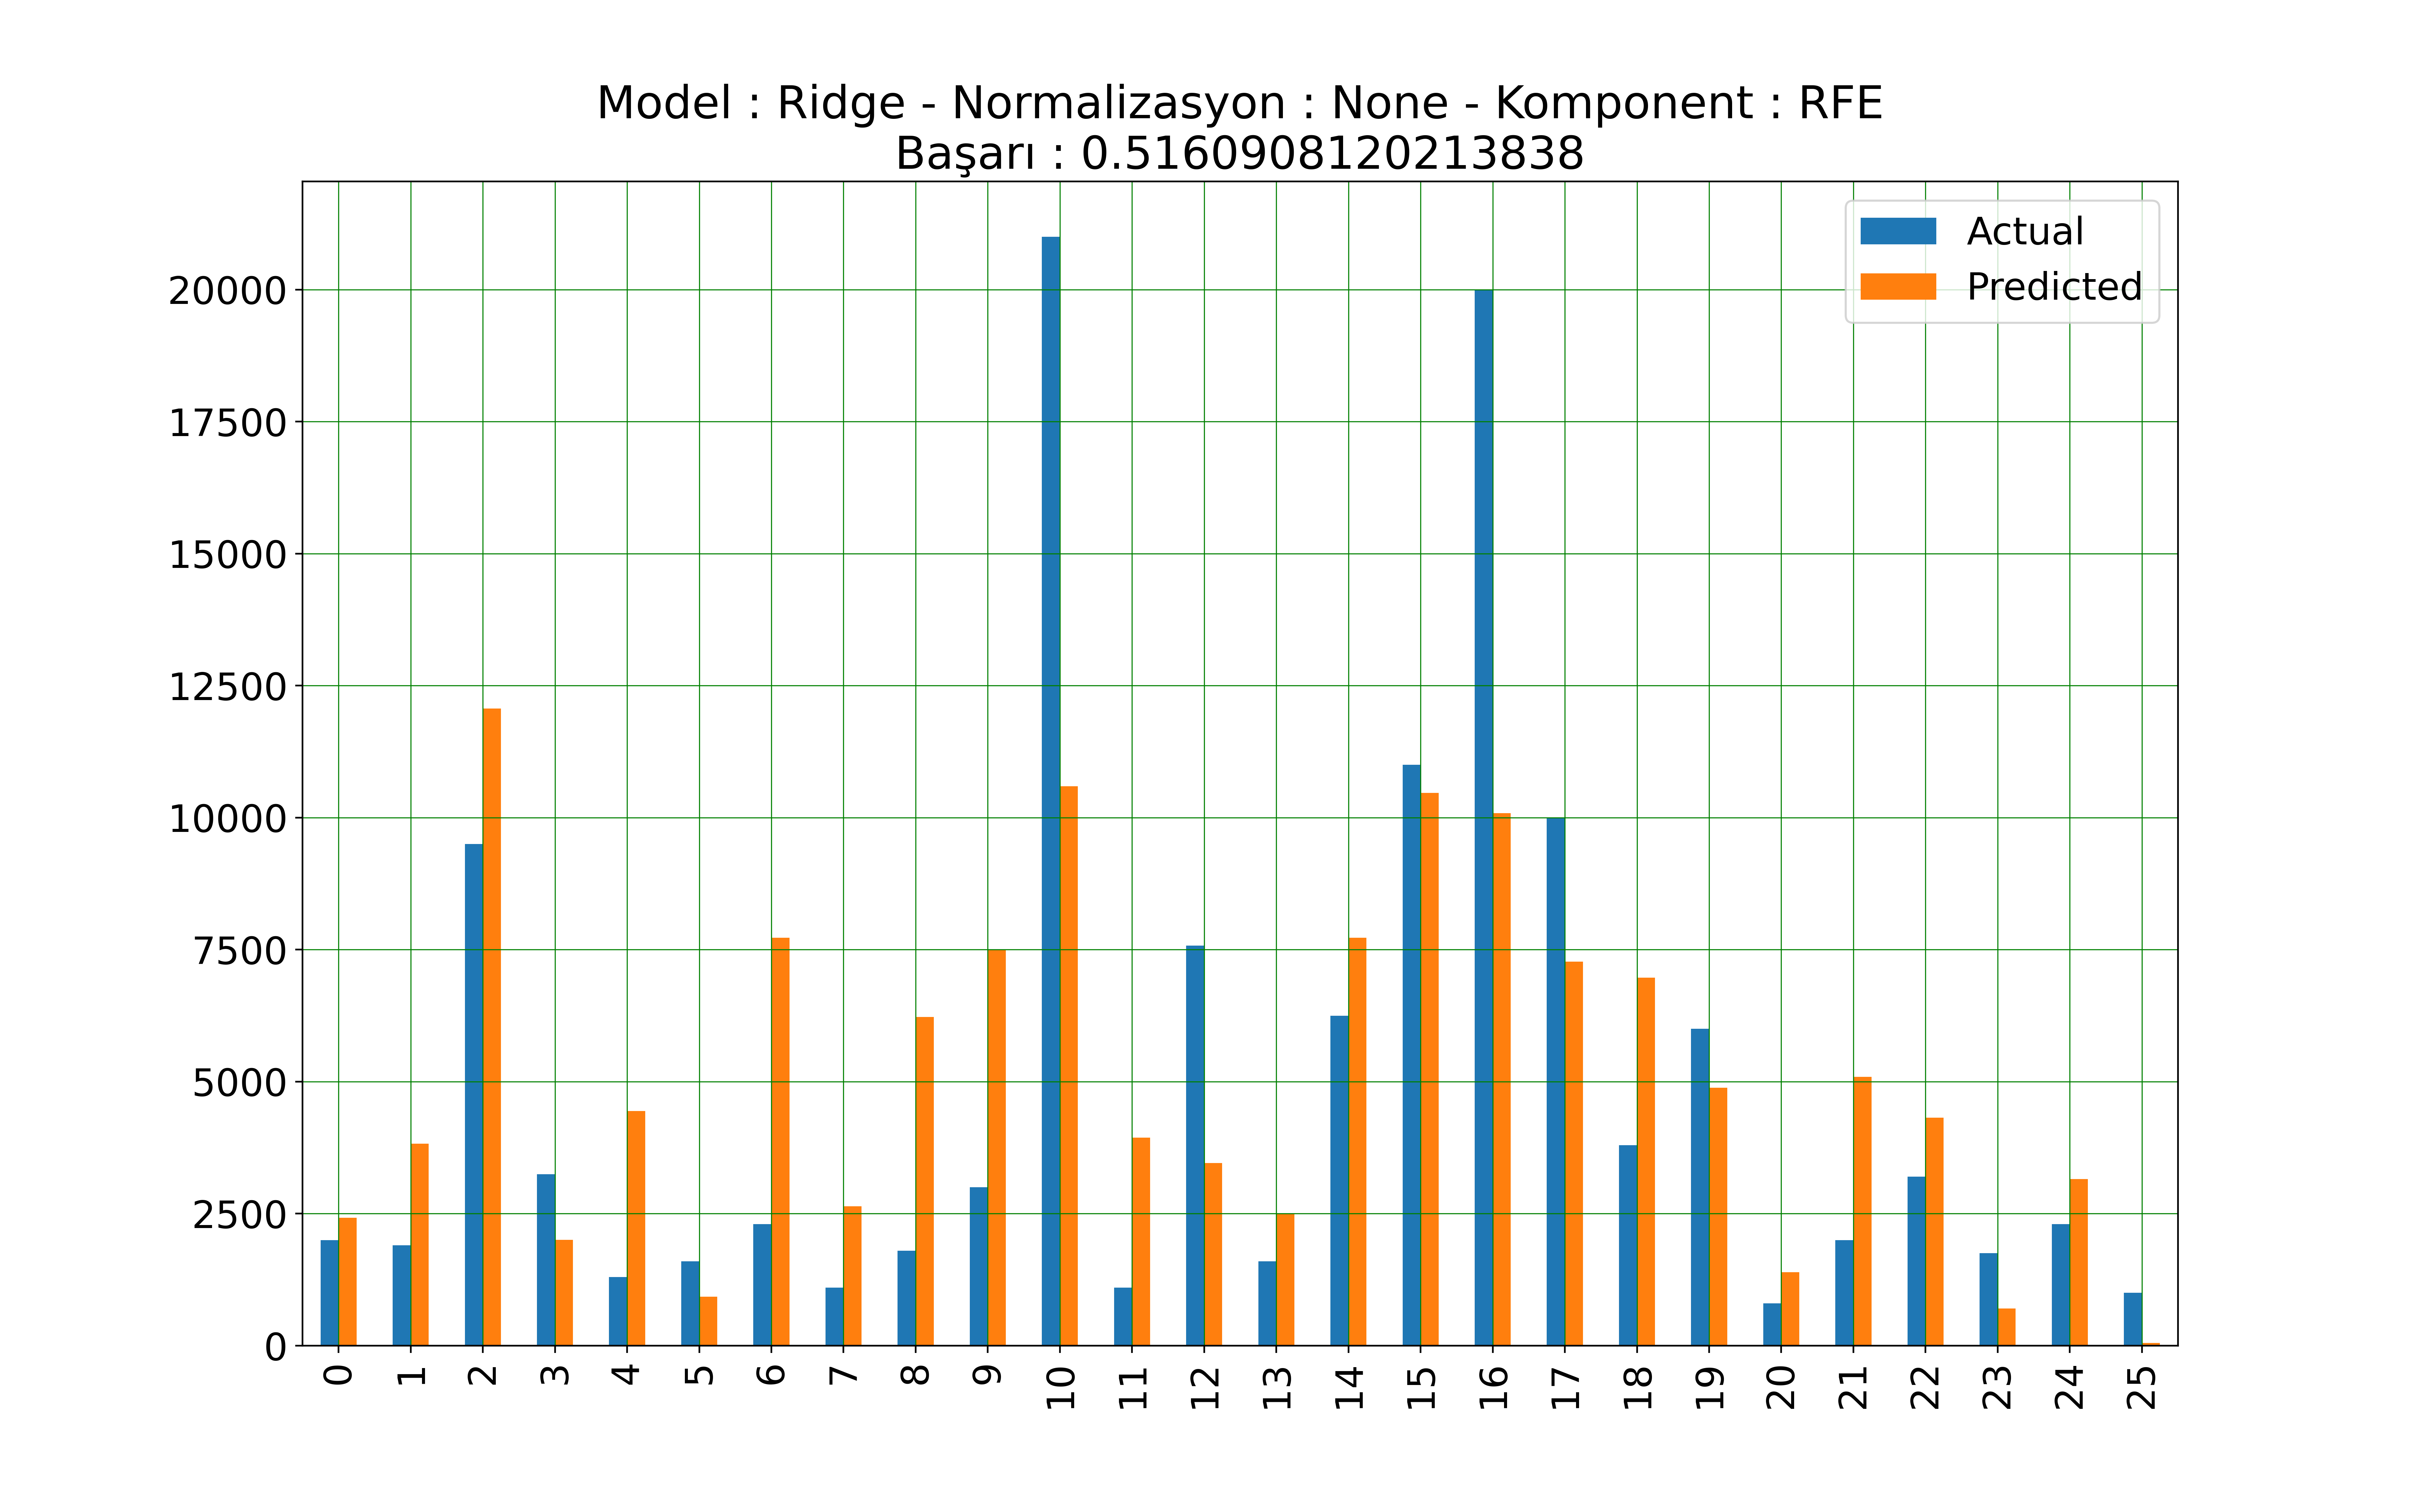 Model : Ridge - Normalizasyon : None - Komponent : RFE
Başarı : 0.5160908120213838
Actual
Predicted
20000
17500
15000
12500
10000
7500
5000
2500
0
0 1 2 3 4 5 6 7 8 9 10 11 12 13 14 15 16 17 18 19 20 21 22 23 24 25